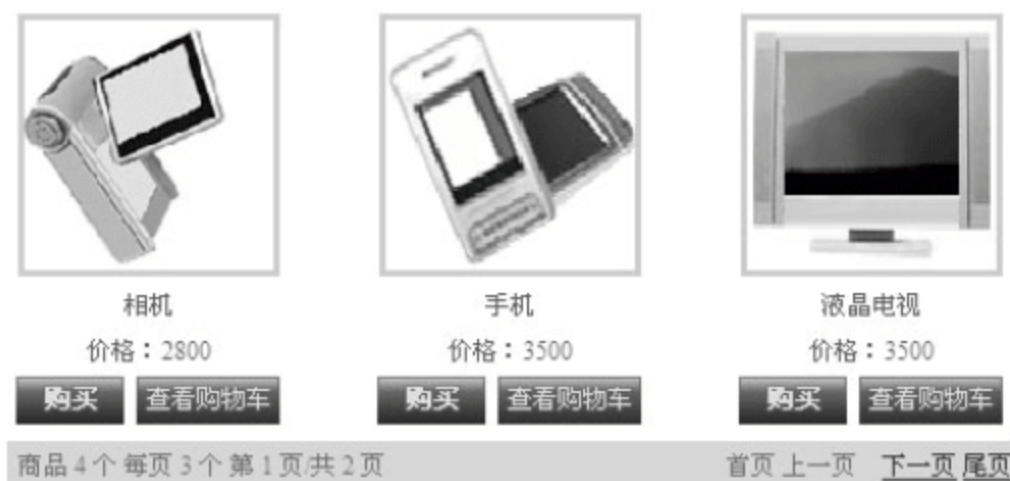 相机 手机 液晶电视
价格：2800 价格：3500 价格：3500
购买 查看购物车 购买 查看购物车 购买 查看购物车
商品 4 个 每页 3 个 第 1 页/共 2 页 首页 上一页 下一页 尾页